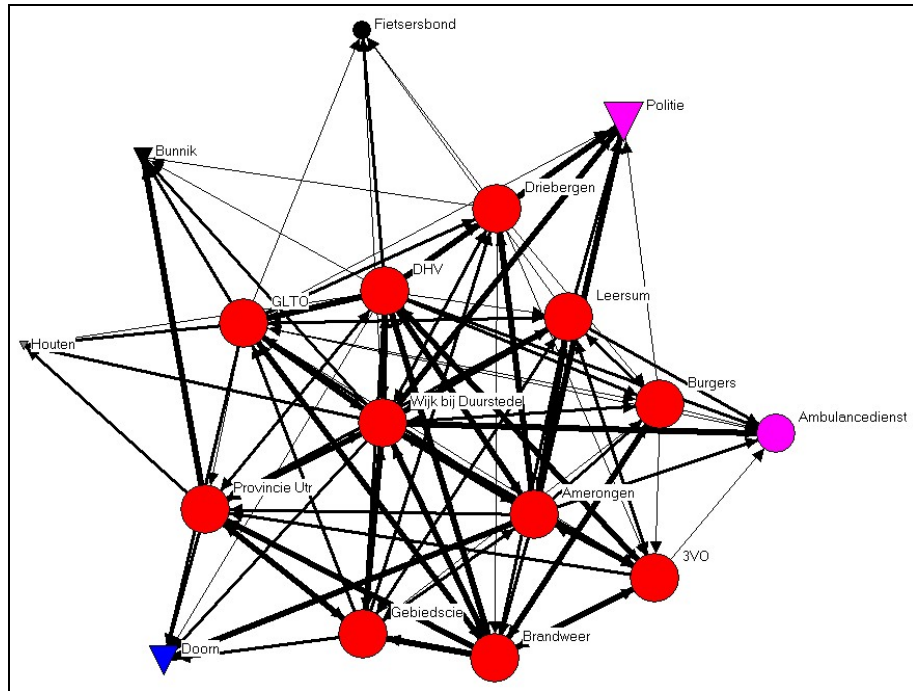 Fietsersbond
Politie
Bunnik
Driebergen
DHV
Leersum
GLTO
Houten
Burgers
Wijk bij Duurstede
Ambulancedienst
Provincie Utr
Amerongen
3VO
Gebiedscie
Brandweer
Doorn